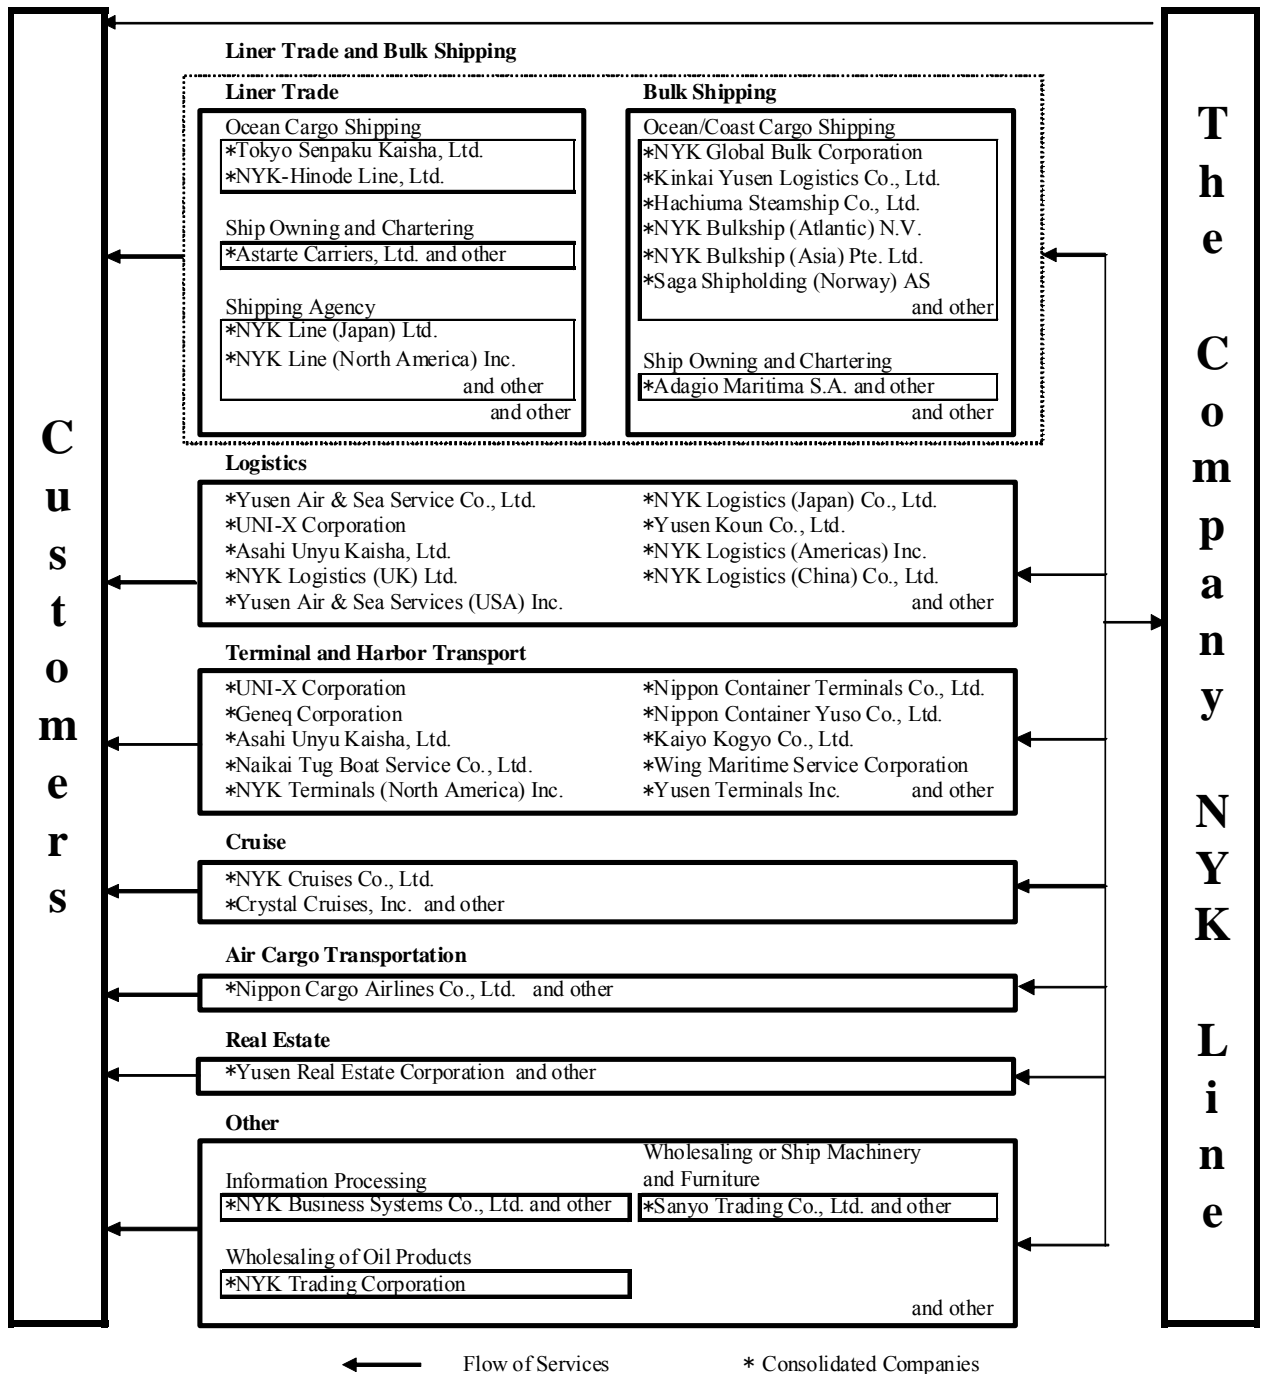 Liner Trade and Bulk Shipping
Liner Trade
Ocean Cargo Shipping
*Tokyo Senpaku Kaisha, Ltd.
*NYK-Hinode Line, Ltd.
Ship Owning and Chartering
*Astarte Carriers, Ltd. and other
Shipping Agency
*NYK Line (Japan) Ltd.
*NYK Line (North America) Inc.
and other
and other
Bulk Shipping
Ocean/Coast Cargo Shipping
*NYK Global Bulk Corporation
*Kinkai Yusen Logistics Co., Ltd.
*Hachiuma Steamship Co., Ltd.
*NYK Bulkship (Atlantic) N.V.
*NYK Bulkship (Asia) Pte. Ltd.
*Saga Shipholding (Norway) AS
and other
Ship Owning and Chartering
*Adagio Maritima S.A. and other
and other
Logistics
*Yusen Air & Sea Service Co., Ltd.
*UNI-X Corporation
*Asahi Unyu Kaisha, Ltd.
*NYK Logistics (UK) Ltd.
*Yusen Air & Sea Services (USA) Inc.
*NYK Logistics (Japan) Co., Ltd.
*Yusen Koun Co., Ltd.
*NYK Logistics (Americas) Inc.
*NYK Logistics (China) Co., Ltd.
and other
Terminal and Harbor Transport
*UNI-X Corporation
*Geneq Corporation
*Asahi Unyu Kaisha, Ltd.
*Naikai Tug Boat Service Co., Ltd.
*NYK Terminals (North America) Inc.
*Nippon Container Terminals Co., Ltd.
*Nippon Container Yuso Co., Ltd.
*Kaiyo Kogyo Co., Ltd.
*Wing Maritime Service Corporation
*Yusen Terminals Inc. and other
Cruise
*NYK Cruises Co., Ltd.
*Crystal Cruises, Inc. and other
Air Cargo Transportation
*Nippon Cargo Airlines Co., Ltd. and other
Real Estate
*Yusen Real Estate Corporation and other
Other
Information Processing
*NYK Business Systems Co., Ltd. and other
Wholesaling or Ship Machinery
and Furniture
*Sanyo Trading Co., Ltd. and other
Wholesaling of Oil Products
*NYK Trading Corporation
and other
Customers
The Company NYK Line
Flow of Services
* Consolidated Companies